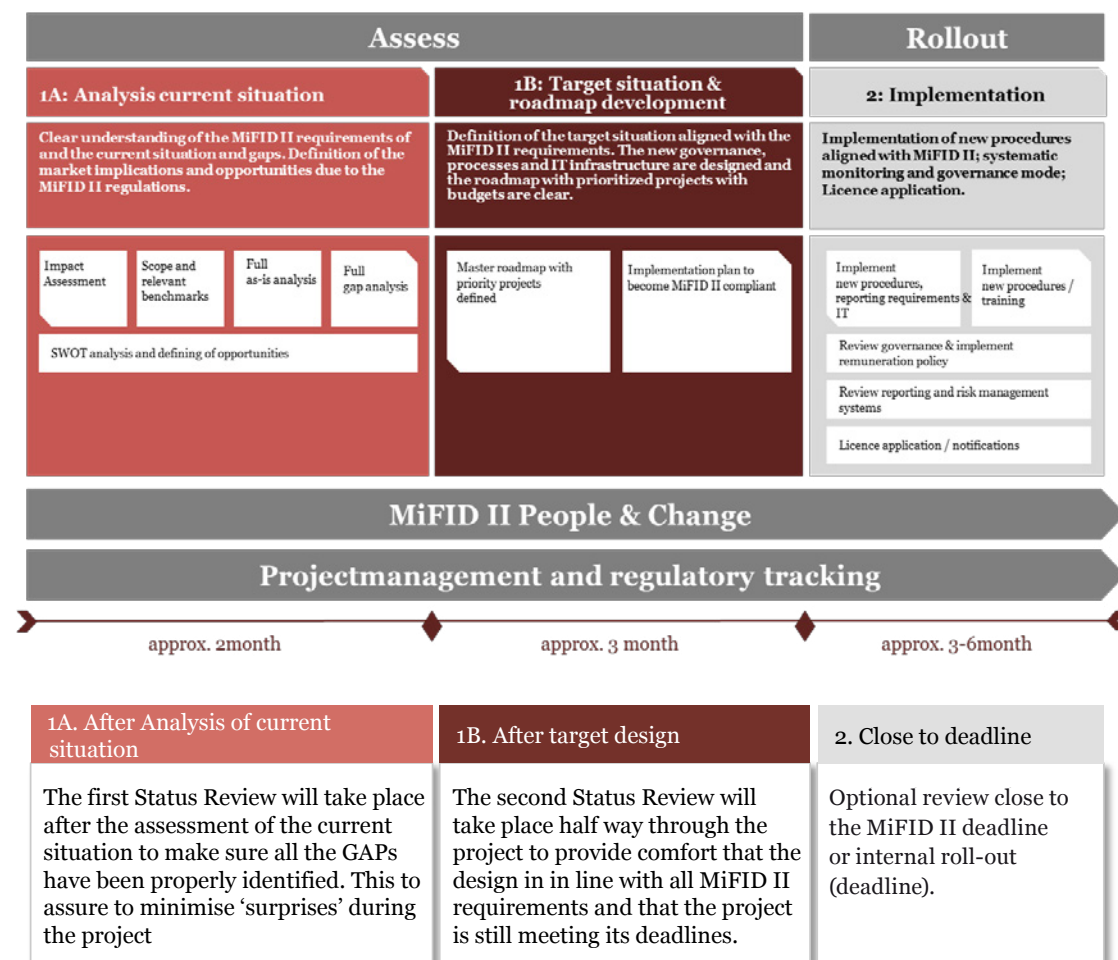 Assess
Rollout
1A: Analysis current situation
1B: Target situation &
roadmap development
2: Implementation
Clear understanding of the MiFID II requirements of
and the current situation and gaps. Definition of the
market implications and opportunities due to the
MiFID II regulations.
Definition of the target situation aligned with the
MiFID II requirements. The new governance,
processes and IT infrastructure are designed and
the roadmap with prioritized projects with
budgets are clear.
Implementation of new procedures
aligned with MiFID II; systematic
monitoring and governance mode;
Licence application.
Impact
Assessment
Scope and
relevant
benchmarks
Full
as-is analysis
Full
gap analysis
SWOT analysis and defining of opportunities
Master roadmap with
priority projects
defined
Implementation plan to
become MiFID II compliant
Implement
new procedures,
reporting requirements &
IT
Implement
new procedures /
training
Review governance & implement
remuneration policy
Review reporting and risk management
systems
Licence application / notifications
MiFID II People & Change
Projectmanagement and regulatory tracking
approx. 2month
approx. 3 month
approx. 3-6month
1A. After Analysis of current
situation
1B. After target design
2. Close to deadline
The first Status Review will take place
after the assessment of the current
situation to make sure all the GAPs
have been properly identified. This to
assure to minimise ‘surprises’ during
the project
The second Status Review will
take place half way through the
project to provide comfort that the
design in in line with all MiFID II
requirements and that the project
is still meeting its deadlines.
Optional review close to
the MiFID II deadline
or internal roll-out
(deadline).